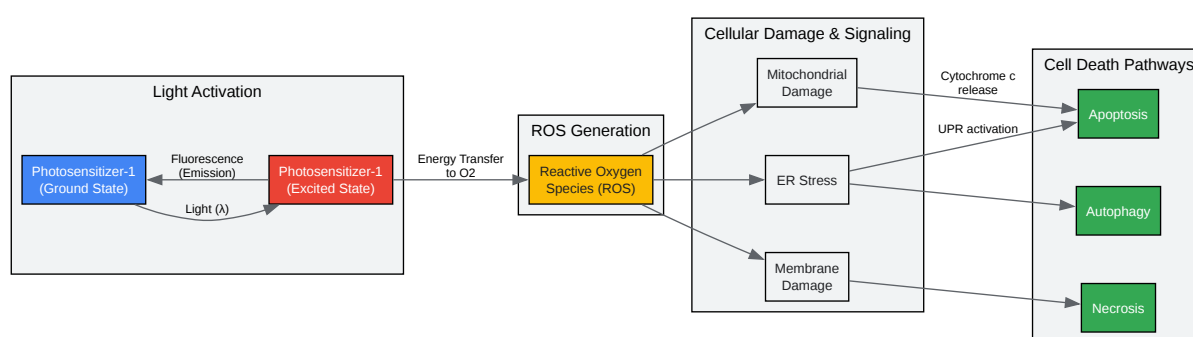 Light Activation
Photosensitizer-1
(Ground State)
Fluorescence
(Emission)
Light (λ)
Photosensitizer-1
(Excited State)
Energy Transfer
to O2
ROS Generation
Reactive Oxygen
Species (ROS)
Cellular Damage & Signaling
Mitochondrial
Damage
ER Stress
Membrane
Damage
Cytochrome c
release
UPR activation
Cell Death Pathways
Apoptosis
Autophagy
Necrosis